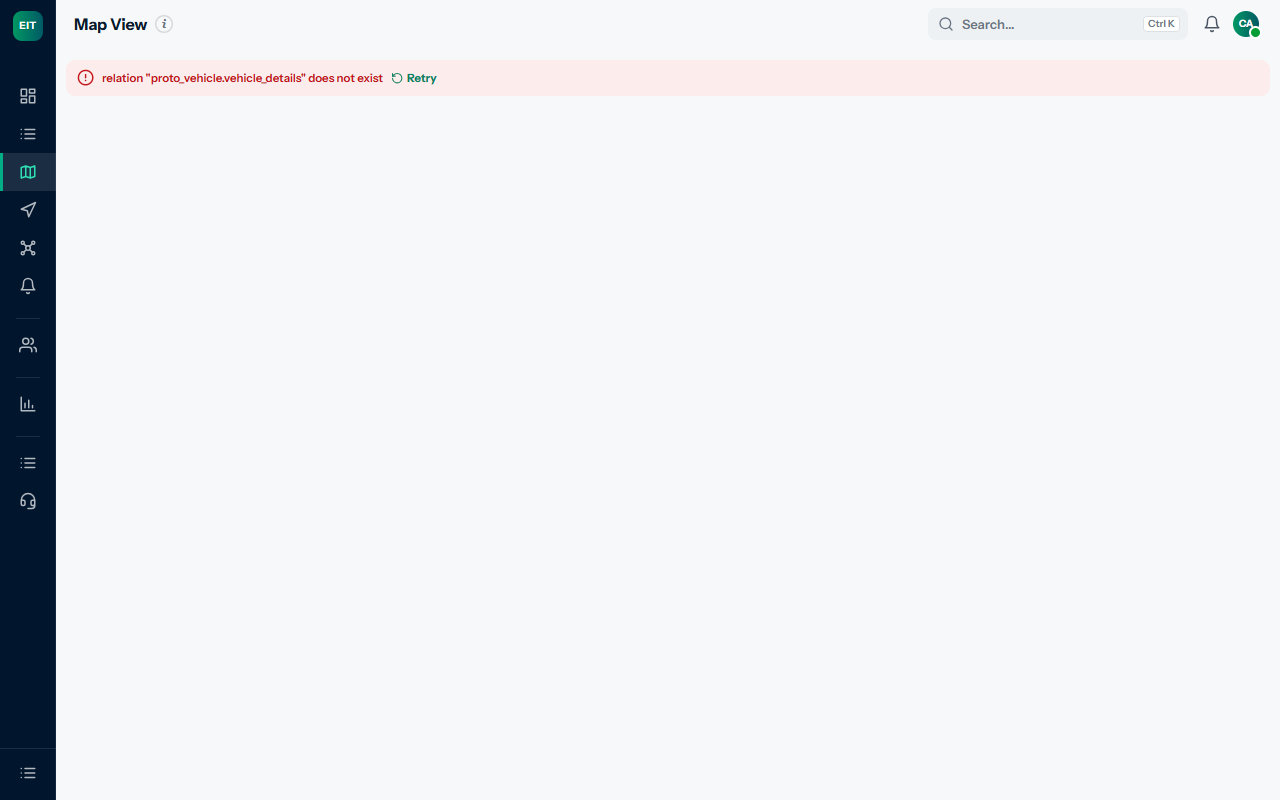 EIT
Map View
Search...
Ctrl K
CA
relation "proto_vehicle.vehicle_details" does not exist
Retry